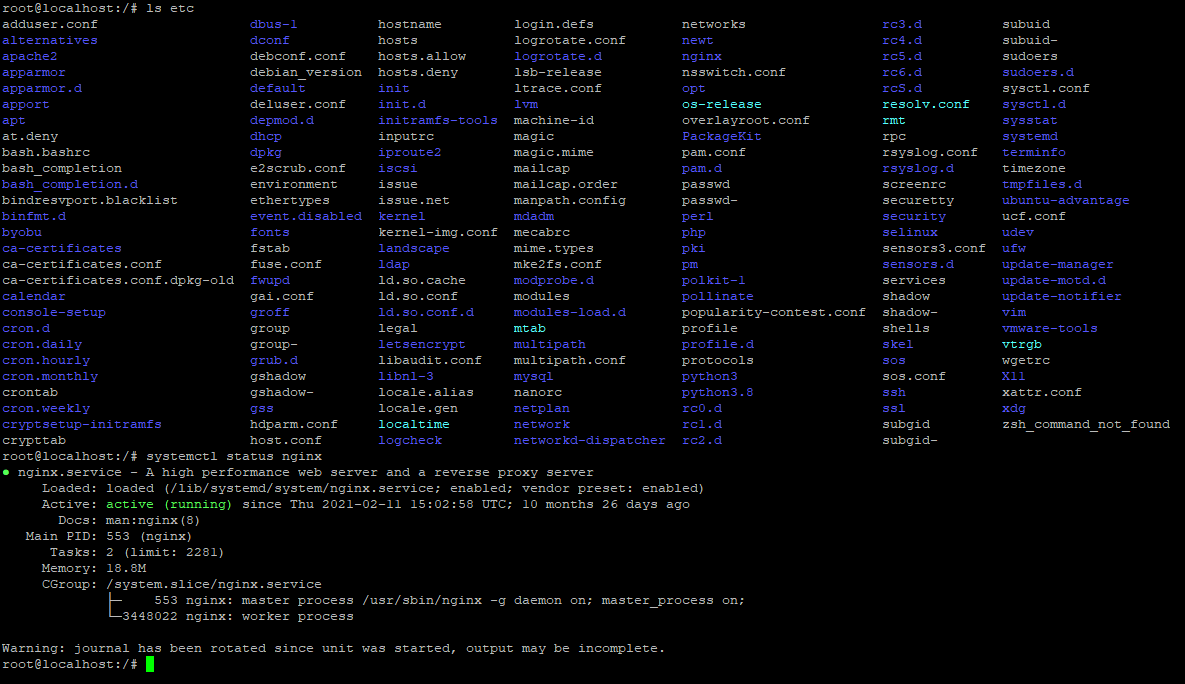 root@localhost:/# ls etc
adduser.conf dbus-1 hostname login.defs networks rc3.d subuid
alternatives dconf hosts logrotate.conf newt rc4.d subuid-
apache2 debconf.conf hosts.allow logrotate.d nginx rc5.d sudoers
apparmor debian_version hosts.deny lsb-release nsswitch.conf rc6.d sudoers.d
apparmor.d default init ltrace.conf opt rcS.d sysctl.conf
apport deluser.conf init.d lvm os-release resolv.conf sysctl.d
apt depmod.d initramfs-tools machine-id overlayroot.conf rmt sysstat
at.deny dhcp inputrc magic PackageKit rpc systemd
bash.bashrc dpkg iproute2 magic.mime pam.conf rsyslog.conf terminfo
bash_completion e2scrub.conf iscsi mailcap pam.d rsyslog.d timezone
bash_completion.d environment issue mailcap.order passwd screenrc tmpfiles.d
bindresvport.blacklist ethertypes issue.net manpath.config passwd- securetty ubuntu-advantage
binfmt.d event.disabled kernel mdadm perl security ucf.conf
byobu fonts kernel-img.conf mecabrc php selinux udev
ca-certificates fstab landscape mime.types pki sensors3.conf ufw
ca-certificates.conf fuse.conf ldap mke2fs.conf pm sensors.d update-manager
ca-certificates.conf.dpkg-old fwupd ld.so.cache modprobe.d polkit-1 services update-motd.d
calendar gai.conf ld.so.conf modules pollinate shadow update-notifier
console-setup groff ld.so.conf.d modules-load.d popularity-contest.conf shadow- vim
cron.d group legal mtab profile shells vmware-tools
cron.daily group- letsencrypt multipath profile.d skel vtrgb
cron.hourly grub.d libaudit.conf multipath.conf protocols sos wgetrc
cron.monthly gshadow libnl-3 mysql python3 sos.conf X11
crontab gshadow- locale.alias nanorc python3.8 ssh xattr.conf
cron.weekly gss locale.gen netplan rc0.d ssl xdg
cryptsetup-initramfs hdparm.conf localtime network rc1.d subgid zsh_command_not_found
crypttab host.conf logcheck networkd-dispatcher rc2.d subgid-
root@localhost:/# systemctl status nginx
● nginx.service - A high performance web server and a reverse proxy server
Loaded: loaded (/lib/systemd/system/nginx.service; enabled; vendor preset: enabled)
Active: active (running) since Thu 2021-02-11 15:02:58 UTC; 10 months 26 days ago
Docs: man:nginx(8)
Main PID: 553 (nginx)
Tasks: 2 (limit: 2281)
Memory: 18.8M
CGroup: /system.slice/nginx.service
├─ 553 nginx: master process /usr/sbin/nginx -g daemon on; master_process on;
└─3448022 nginx: worker process
Warning: journal has been rotated since unit was started, output may be incomplete.
root@localhost:/#